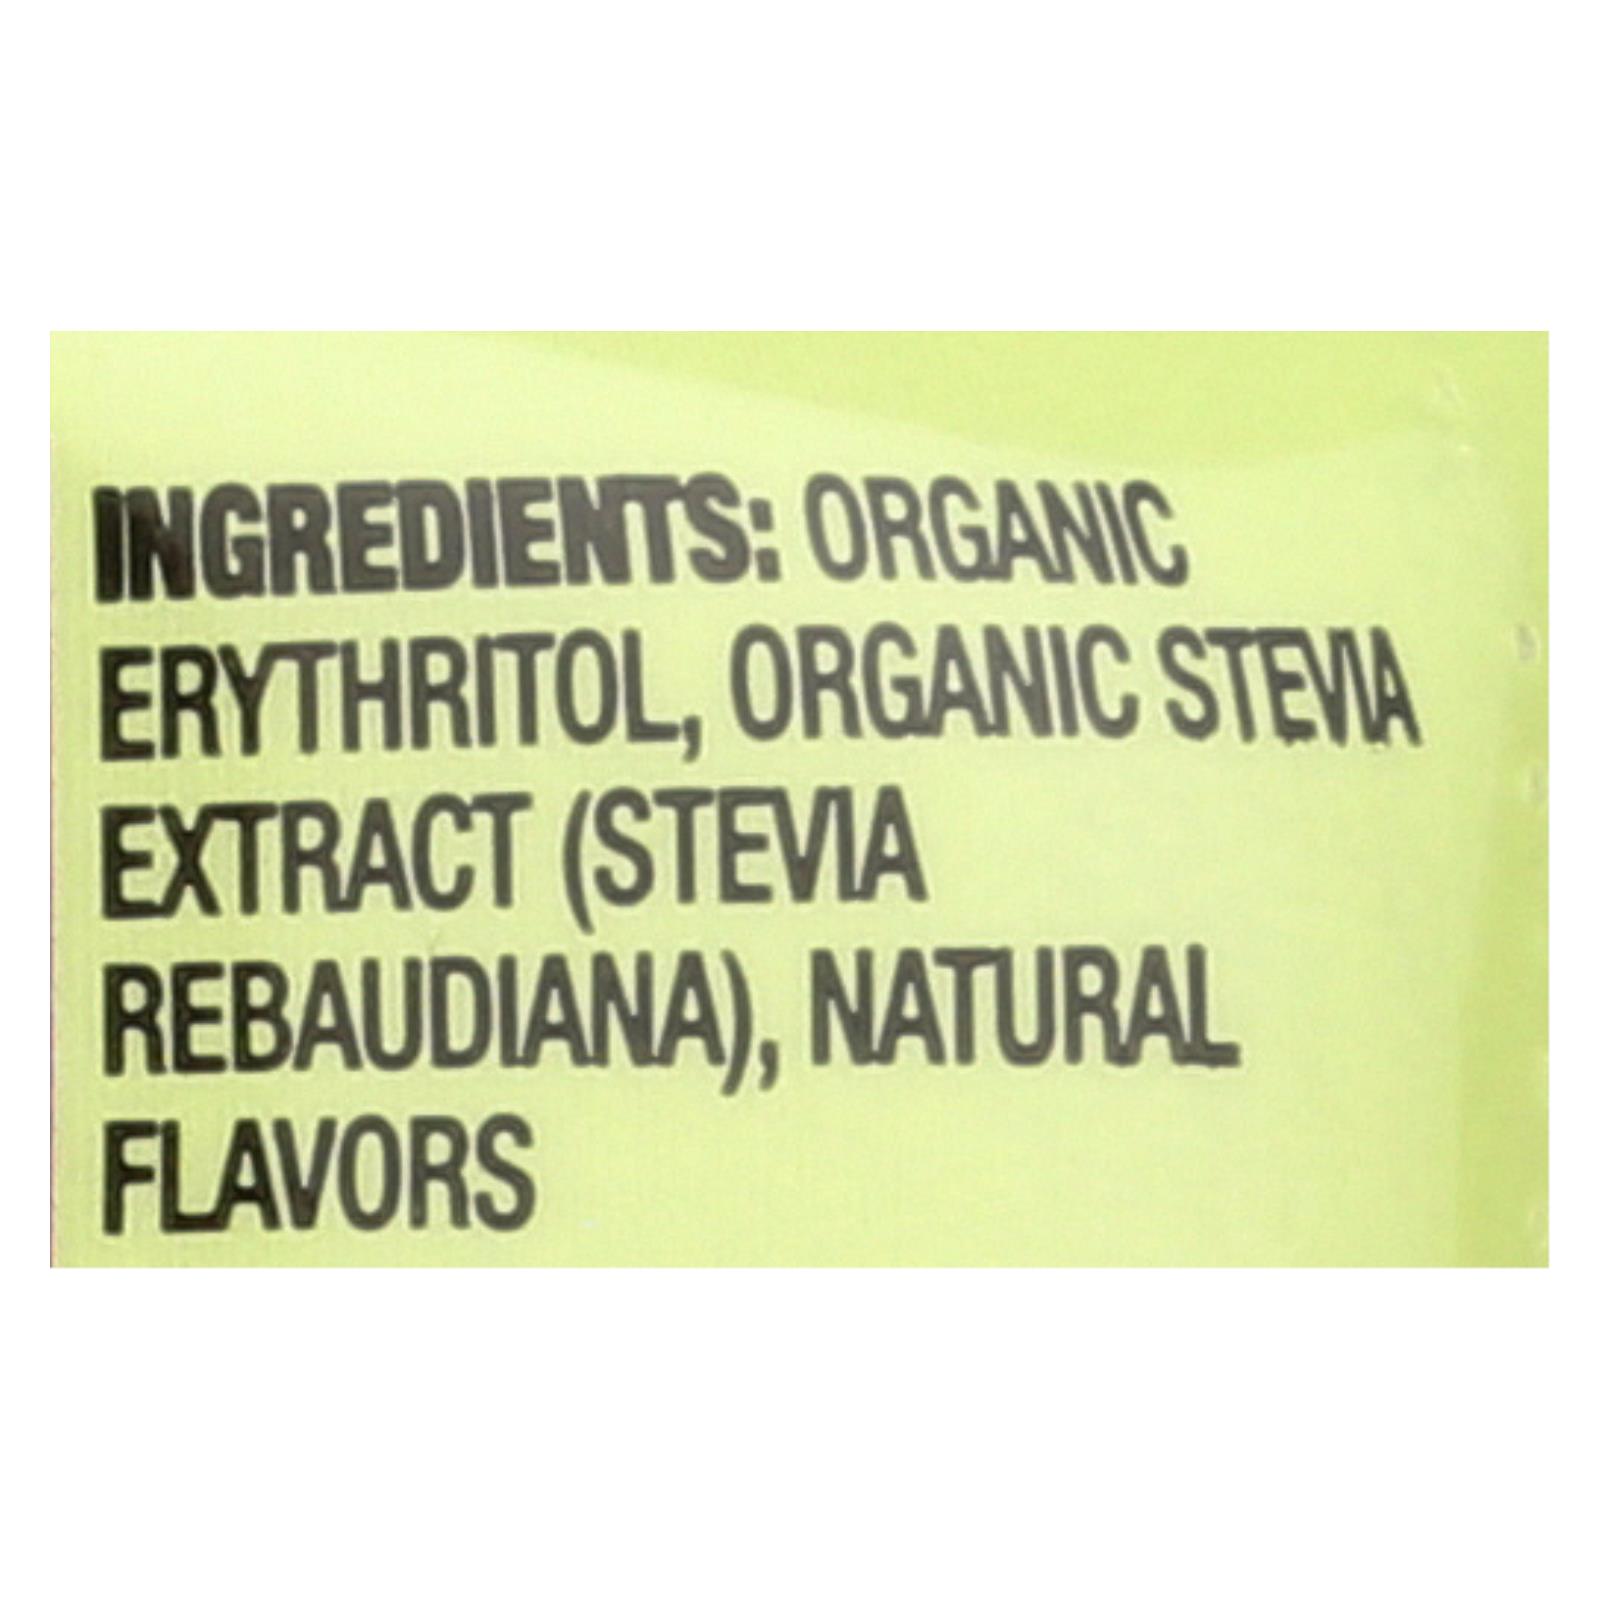 INGREDIENTS: ORGANIC
ERYTHRITOL, ORGANIC STEVIA
EXTRACT (STEVIA
REBAUDIANA), NATURAL
FLAVORS